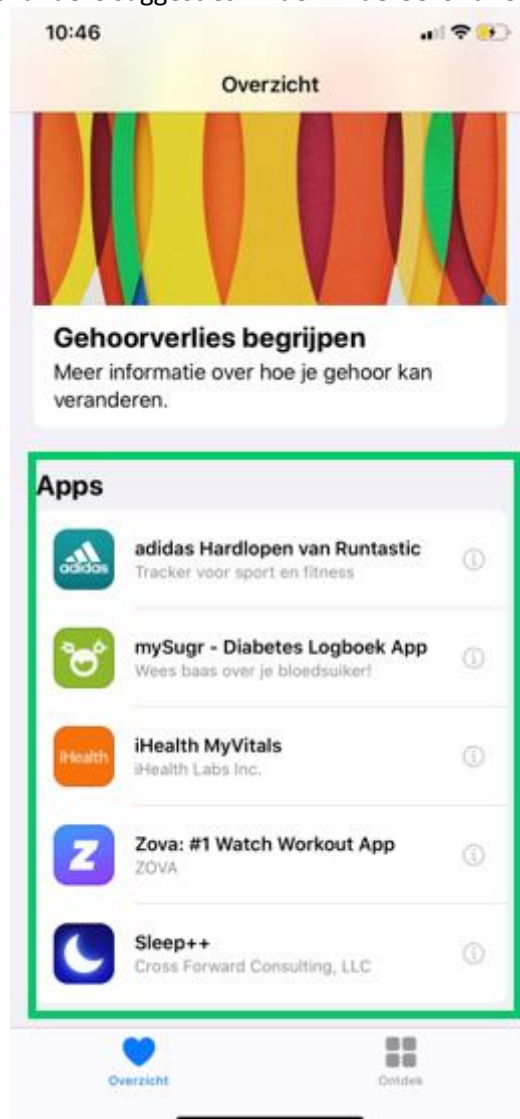 10:46
Overzicht
Gehoorverlies begrijpen
Meer informatie over hoe je gehoor kan
veranderen.
Apps
adidas
adidas Hardlopen van Runtastic
Tracker voor sport en fitness
mySugr - Diabetes Logboek App
Wees baas over je bloedsuiker!
iHealth
iHealth MyVitals
iHealth Labs Inc.
Z
Zova: #1 Watch Workout App
ZOVA
Sleep++
Cross Forward Consulting, LLC
Overzicht
Ontdek